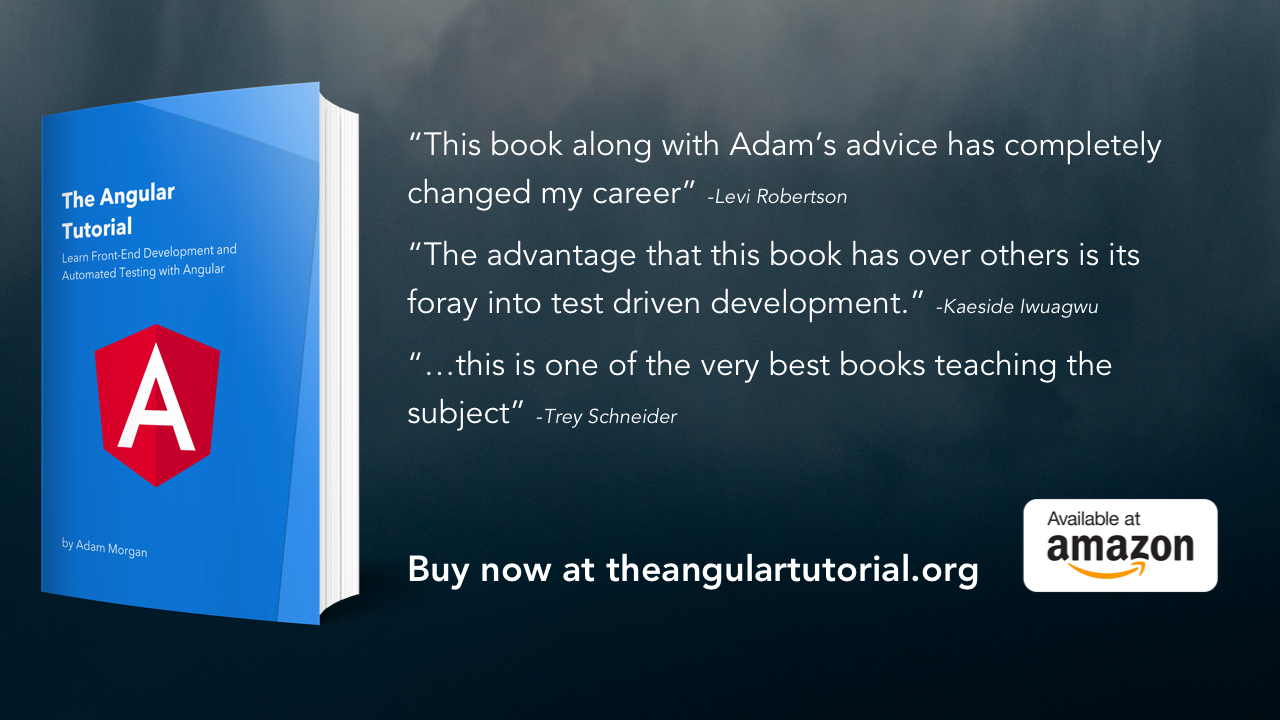 The Angular
Tutorial
Learn Front-End Development and
Automated Testing with Angular
A
by Adam Morgan
“This book along with Adam’s advice has completely
changed my career” -Levi Robertson
“The advantage that this book has over others is its
foray into test driven development.” -Kaeside Iwuagwu
“…this is one of the very best books teaching the
subject” -Trey Schneider
Buy now at theangulartutorial.org
Available at
amazon